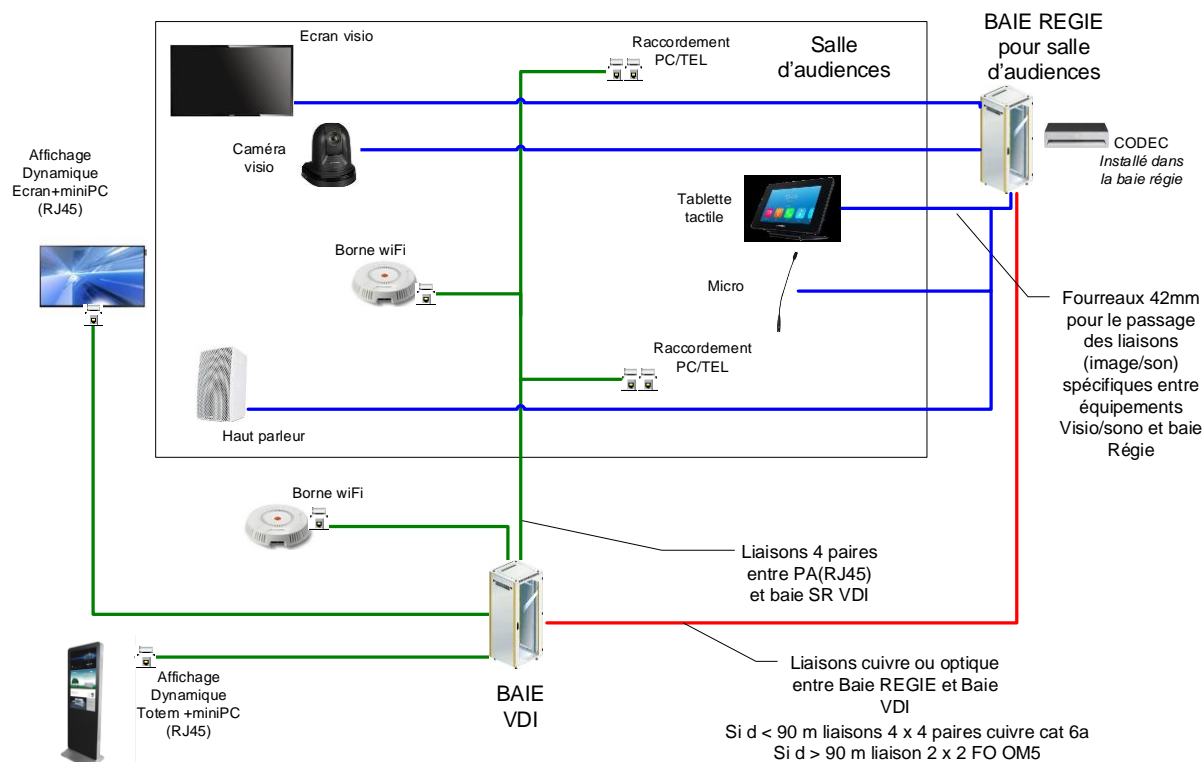 Ecran visio
Raccordement
PC/TEL
Salle
d'audiences
BAIE REGIE
pour salle
d'audiences
CODEC
Installé dans
la baie régie
Caméra
visio
Affichage
Dynamique
Ecran+miniPC
(RJ45)
Tablette
tactile
Borne wiFi
Micro
Fourreaux 42mm
pour le passage
des liaisons
(image/son)
spécifiques entre
équipements
Visio/sono et baie
Régie
Raccordement
PC/TEL
Haut parleur
Borne wiFi
Liaisons 4 paires
entre PA(RJ45)
et baie SR VDI
Affichage
Dynamique
Totem +miniPC
(RJ45)
BAIE
VDI
Liaisons cuivre ou optique
entre Baie REGIE et Baie
VDI
Si d < 90 m liaisons 4 x 4 paires cuivre cat 6a
Si d > 90 m liaison 2 x 2 FO OM5